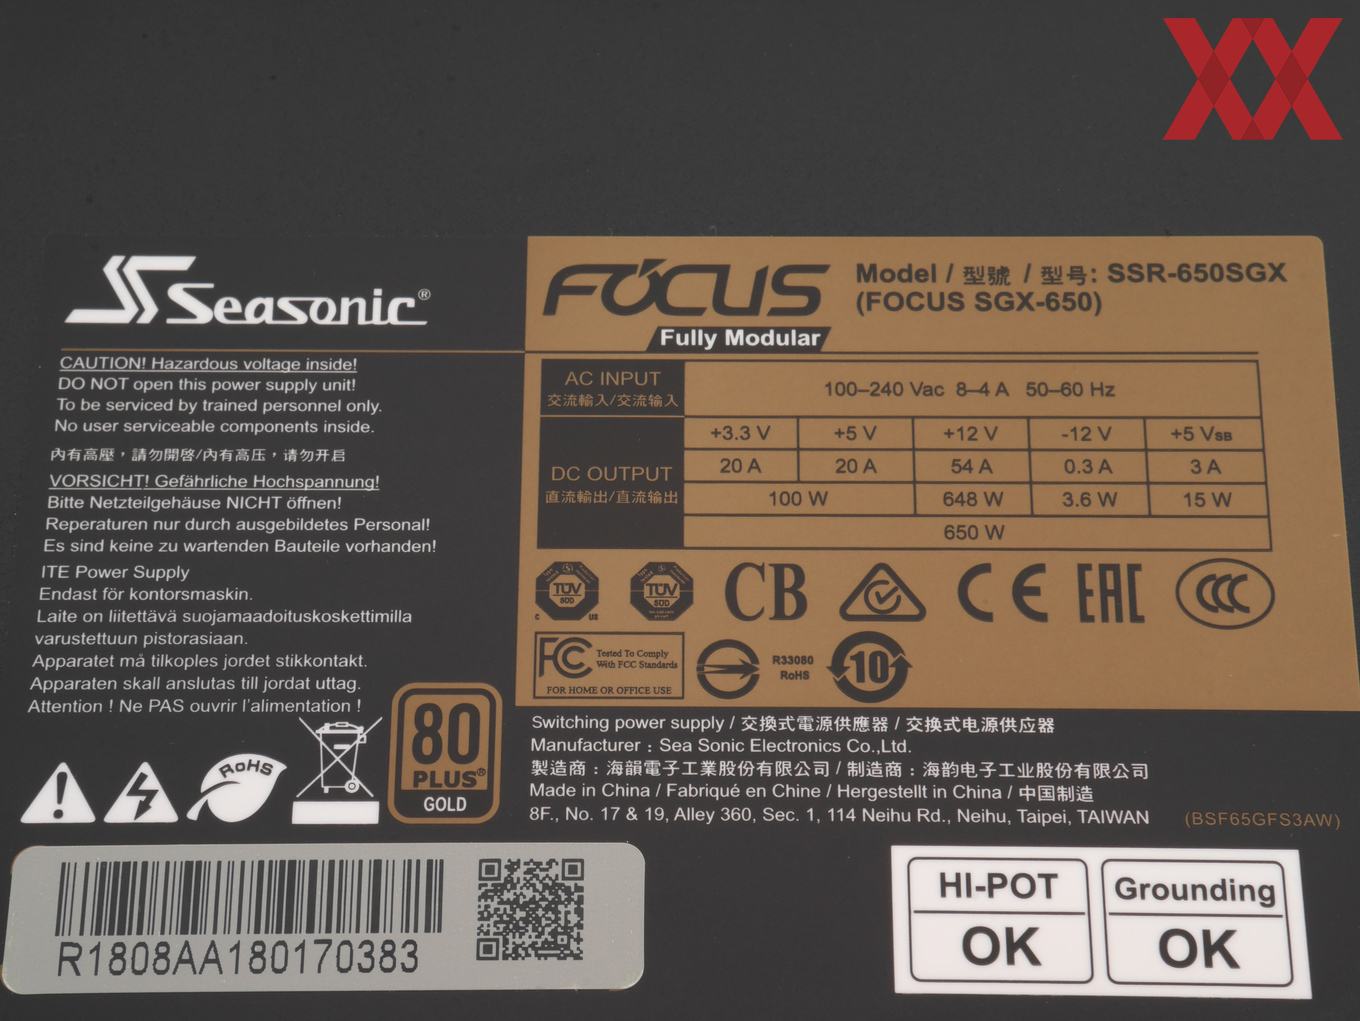 Seasonic®
CAUTION! Hazardous voltage inside!
DO NOT open this power supply unit!
To be serviced by trained personnel only.
No user serviceable components inside.
內有高壓，請勿開啓/内有高压，请勿开启
VORSICHT! Gefährliche Hochspannung!
Bitte Netzteilgehäuse NICHT öffnen!
Reperaturen nur durch ausgebildetes Personal!
Es sind keine zu wartenden Bauteile vorhanden!
ITE Power Supply
Endast för kontorsmaskin.
Laite on liitettävä suojamaadoituskoskettimilla
varustettuun pistorasiaan.
Apparatet må tilkoples jordet stikkontakt.
Apparaten skall anslutas till jordat uttag.
Attention ! Ne PAS ouvrir l'alimentation !
RoHS
80
PLUS®
GOLD
FOCUS
Fully Modular
Model / 型號 / 型号: SSR-650SGX
(FOCUS SGX-650)
AC INPUT
交流輸入/交流输入
100–240 Vac 8–4 A 50–60 Hz
DC OUTPUT
直流輸出/直流输出
+3.3 V +5 V +12 V -12 V +5 VSB
20 A 20 A 54 A 0.3 A 3 A
100 W 648 W 3.6 W 15 W
650 W
TÜV
SÜD
C US
TÜV
SÜD
CB
CE
EAC
CCC
FC
Tested To Comply
With FCC Standards
FOR HOME OR OFFICE USE
R33080
RoHS
10
Switching power supply / 交換式電源供應器 / 交换式电源供应器
Manufacturer : Sea Sonic Electronics Co.,Ltd.
製造商 : 海韻電子工業股份有限公司 / 制造商 : 海韵电子工业股份有限公司
Made in China / Fabriqué en Chine / Hergestellt in China / 中国制造
8F., No. 17 & 19, Alley 360, Sec. 1, 114 Neihu Rd., Neihu, Taipei, TAIWAN
(BSF65GFS3AW)
R1808AA180170383
HI-POT
OK
Grounding
OK